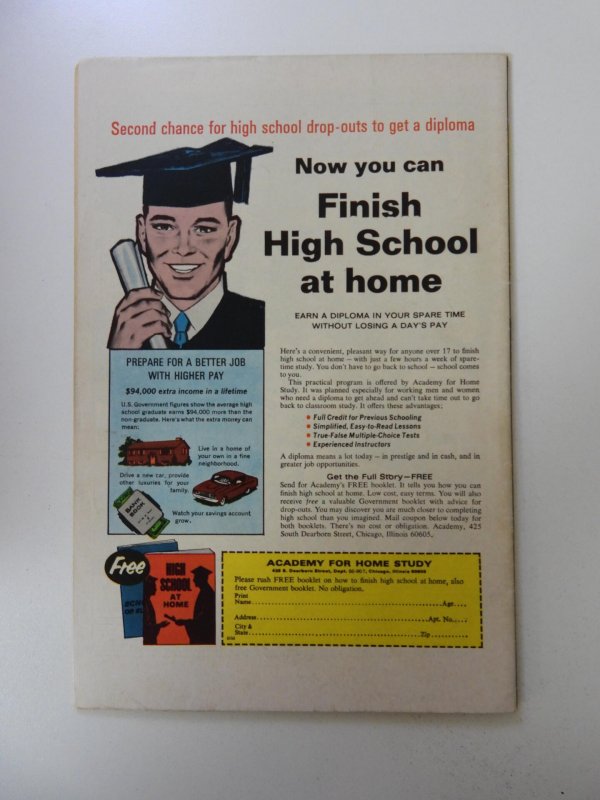 Second chance for high school drop-outs to get a diploma
Now you can
Finish
High School
at home
EARN A DIPLOMA IN YOUR SPARE TIME
WITHOUT LOSING A DAY'S PAY
PREPARE FOR A BETTER JOB
WITH HIGHER PAY
$94,000 extra income in a lifetime
U.S. Government figures show the average high
school graduate earns $94,000 more than the
non-graduate. Here's what the extra money can
mean:
Live in a home of
your own in a fine
neighborhood.
Drive a new car, provide
other luxuries for your
family.
BANK
BOOK
Watch your savings account
grow.
Here's a convenient, pleasant way for anyone over 17 to finish
high school at home — with just a few hours a week of spare-
time study. You don't have to go back to school — school comes
to you.
This practical program is offered by Academy for Home
Study. It was planned especially for working men and women
who need a diploma to get ahead and can't take time out to go
back to classroom study. It offers these advantages:
Full Credit for Previous Schooling
Simplified, Easy-to-Read Lessons
True-False Multiple-Choice Tests
Experienced Instructors
A diploma means a lot today — in prestige and in cash, and in
greater job opportunities.
Get the Full Story—FREE
Send for Academy's FREE booklet. It tells you how you can
finish high school at home. Low cost, easy terms. You will also
receive free a valuable Government booklet with advice for
drop-outs. You may discover you are much closer to completing
high school than you imagined. Mail coupon below today for
both booklets. There's no cost or obligation. Academy, 425
South Dearborn Street, Chicago, Illinois 60605.
Free
HIGH
SCHOOL
AT
HOME
ACADEMY FOR HOME STUDY
425 S. Dearborn Street, Dept. Chicago, Illinois 60605
Please rush FREE booklet on how to finish high school at home, also
free Government booklet. No obligation.
Print
Name Age
Address Apt. No.
City &
State Zip